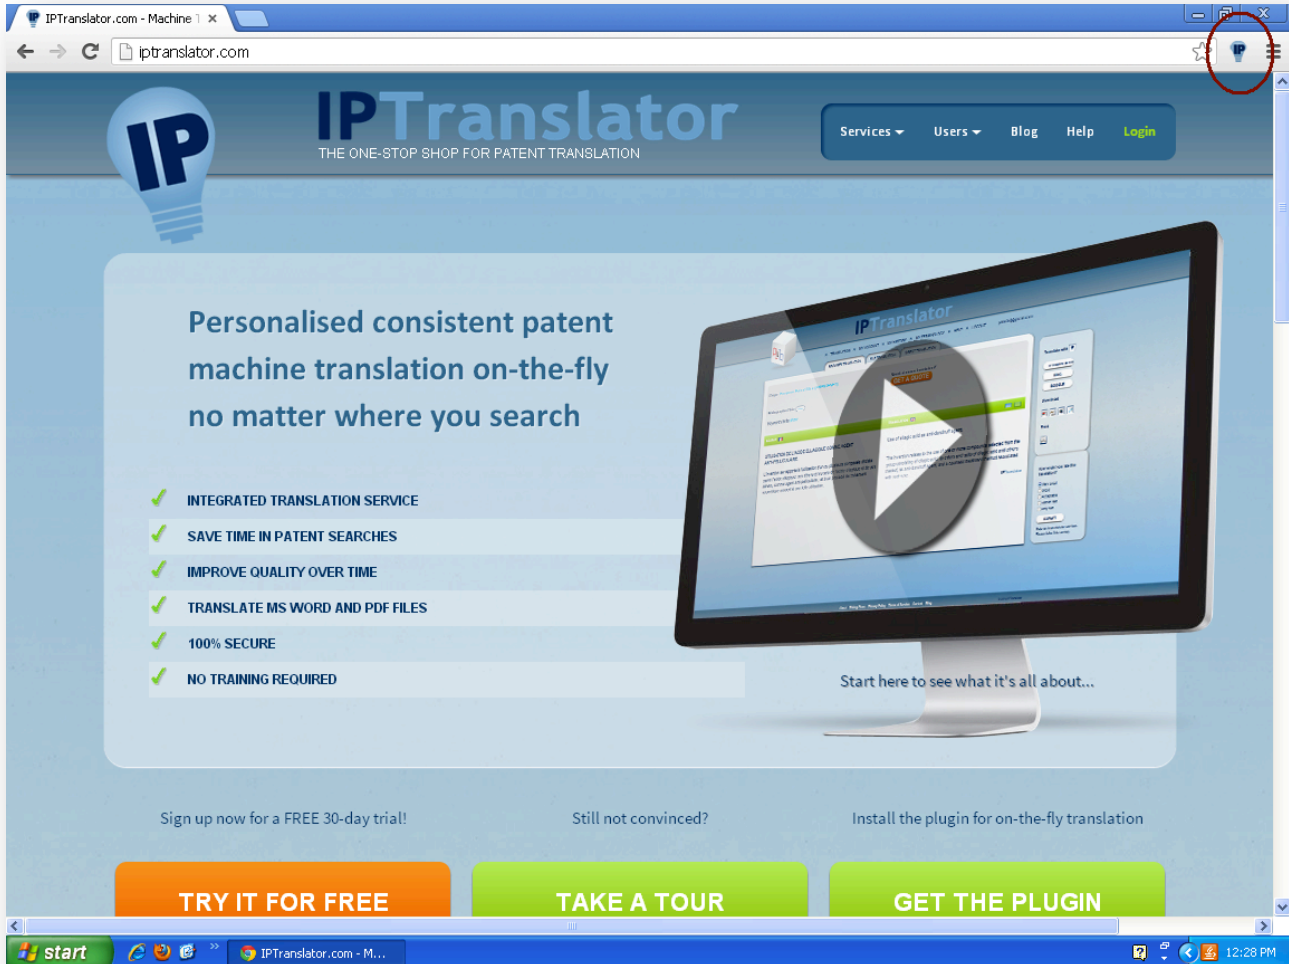 IPTranslator.com - Machine T
iptranslator.com
IP
IP
IPTranslator
THE ONE-STOP SHOP FOR PATENT TRANSLATION
Services
Users
Blog
Help
Login
Personalised consistent patent
machine translation on-the-fly
no matter where you search
INTEGRATED TRANSLATION SERVICE
SAVE TIME IN PATENT SEARCHES
IMPROVE QUALITY OVER TIME
TRANSLATE MS WORD AND PDF FILES
100% SECURE
NO TRAINING REQUIRED
IPTranslator
GET A QUOTE
Start here to see what it's all about...
Sign up now for a FREE 30-day trial!
Still not convinced?
Install the plugin for on-the-fly translation
TRY IT FOR FREE
TAKE A TOUR
GET THE PLUGIN
start
IPTranslator.com - M...
12:28 PM